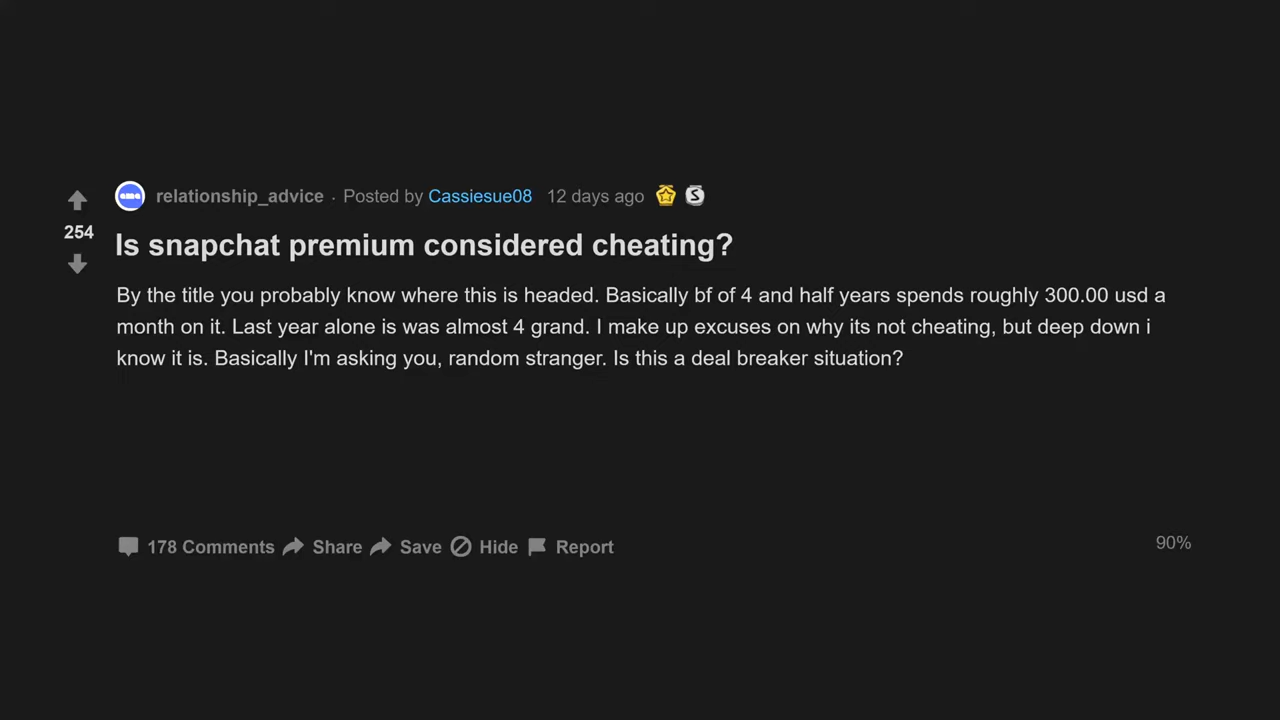 relationship_advice · Posted by Cassiesue08 12 days ago
254
Is snapchat premium considered cheating?
By the title you probably know where this is headed. Basically bf of 4 and half years spends roughly 300.00 usd a
month on it. Last year alone is was almost 4 grand. I make up excuses on why its not cheating, but deep down i
know it is. Basically I'm asking you, random stranger. Is this a deal breaker situation?
178 Comments Share Save Hide Report
90%